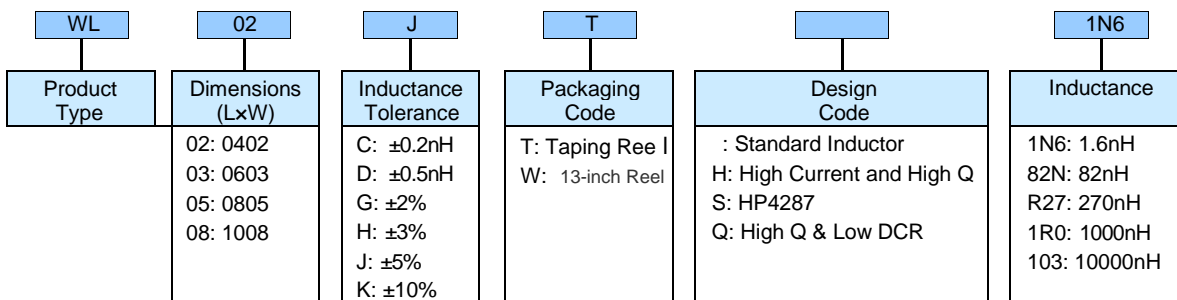 WL 02 J T 1N6
Product Type
02: 0402
03: 0603
05: 0805
08: 1008
Dimensions (L×W)
Inductance Tolerance
C: ±0.2nH
D: ±0.5nH
G: ±2%
H: ±3%
J: ±5%
K: ±10%
Packaging Code
T: Taping Ree l
W: 13-inch Reel
Design Code
: Standard Inductor
H: High Current and High Q
S: HP4287
Q: High Q & Low DCR
Inductance
1N6: 1.6nH
82N: 82nH
R27: 270nH
1R0: 1000nH
103: 10000nH